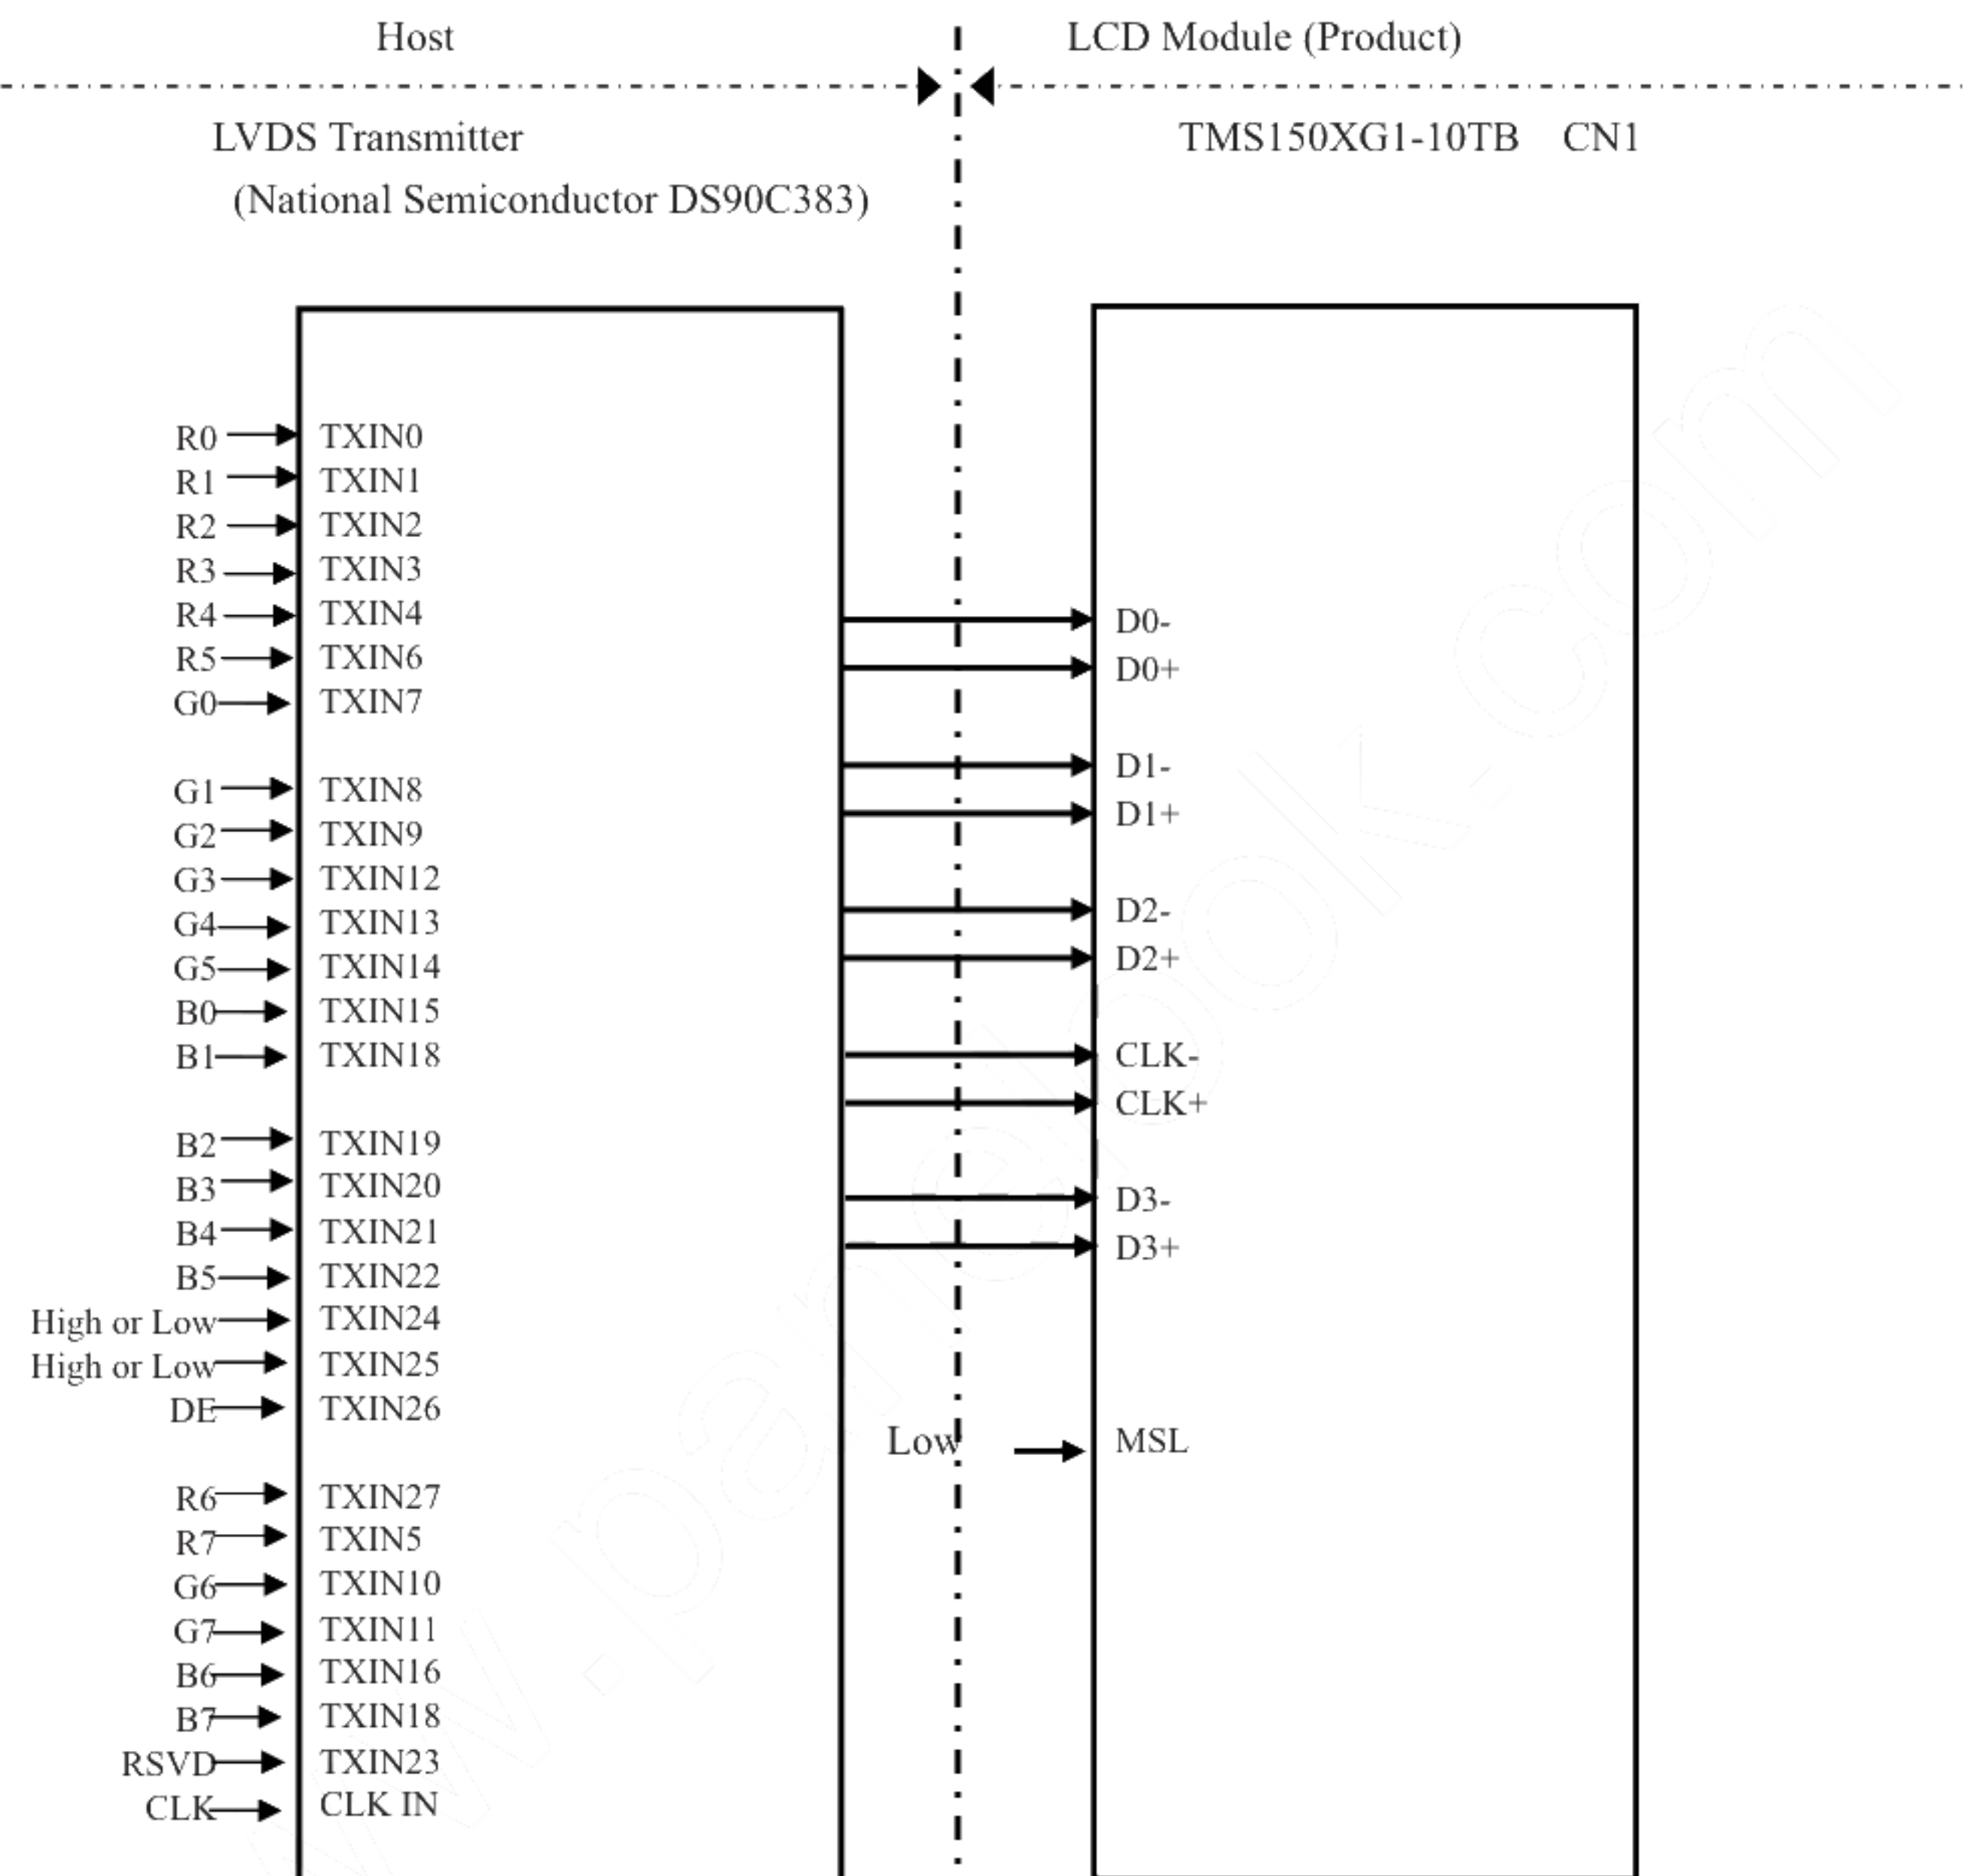 Host LCD Module (Product)
LVDS Transmitter TMS150XG1-10TB CN1
(National Semiconductor DS90C383)
R0 TXIN0
R1 TXIN1
R2 TXIN2
R3 TXIN3
R4 TXIN4
D0-
R5 TXIN6
D0+
G0 TXIN7
D1-
G1 TXIN8
D1+
G2 TXIN9
G3 TXIN12
D2-
G4 TXIN13
D2+
G5 TXIN14
B0 TXIN15
B1 TXIN18 CLK-
CLK+
B2 TXIN19
B3 TXIN20
D3-
B4 TXIN21
D3+
B5 TXIN22
High or Low TXIN24
High or Low TXIN25
DE TXIN26
Low MSL
R6 TXIN27
R7 TXIN5
G6 TXIN10
G7 TXIN11
B6 TXIN16
B7 TXIN18
RSVD TXIN23
CLK CLK IN